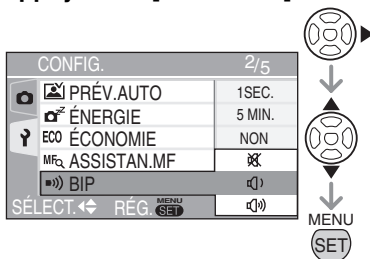 CONFIG. 2/5
PRÉV.AUTO 1SEC.
ÉNERGIE 5 MIN.
ECO ÉCONOMIE NON
MF ASSISTAN.MF
BIP
SÉLECT. RÉG. MENU SET
MENU
SET